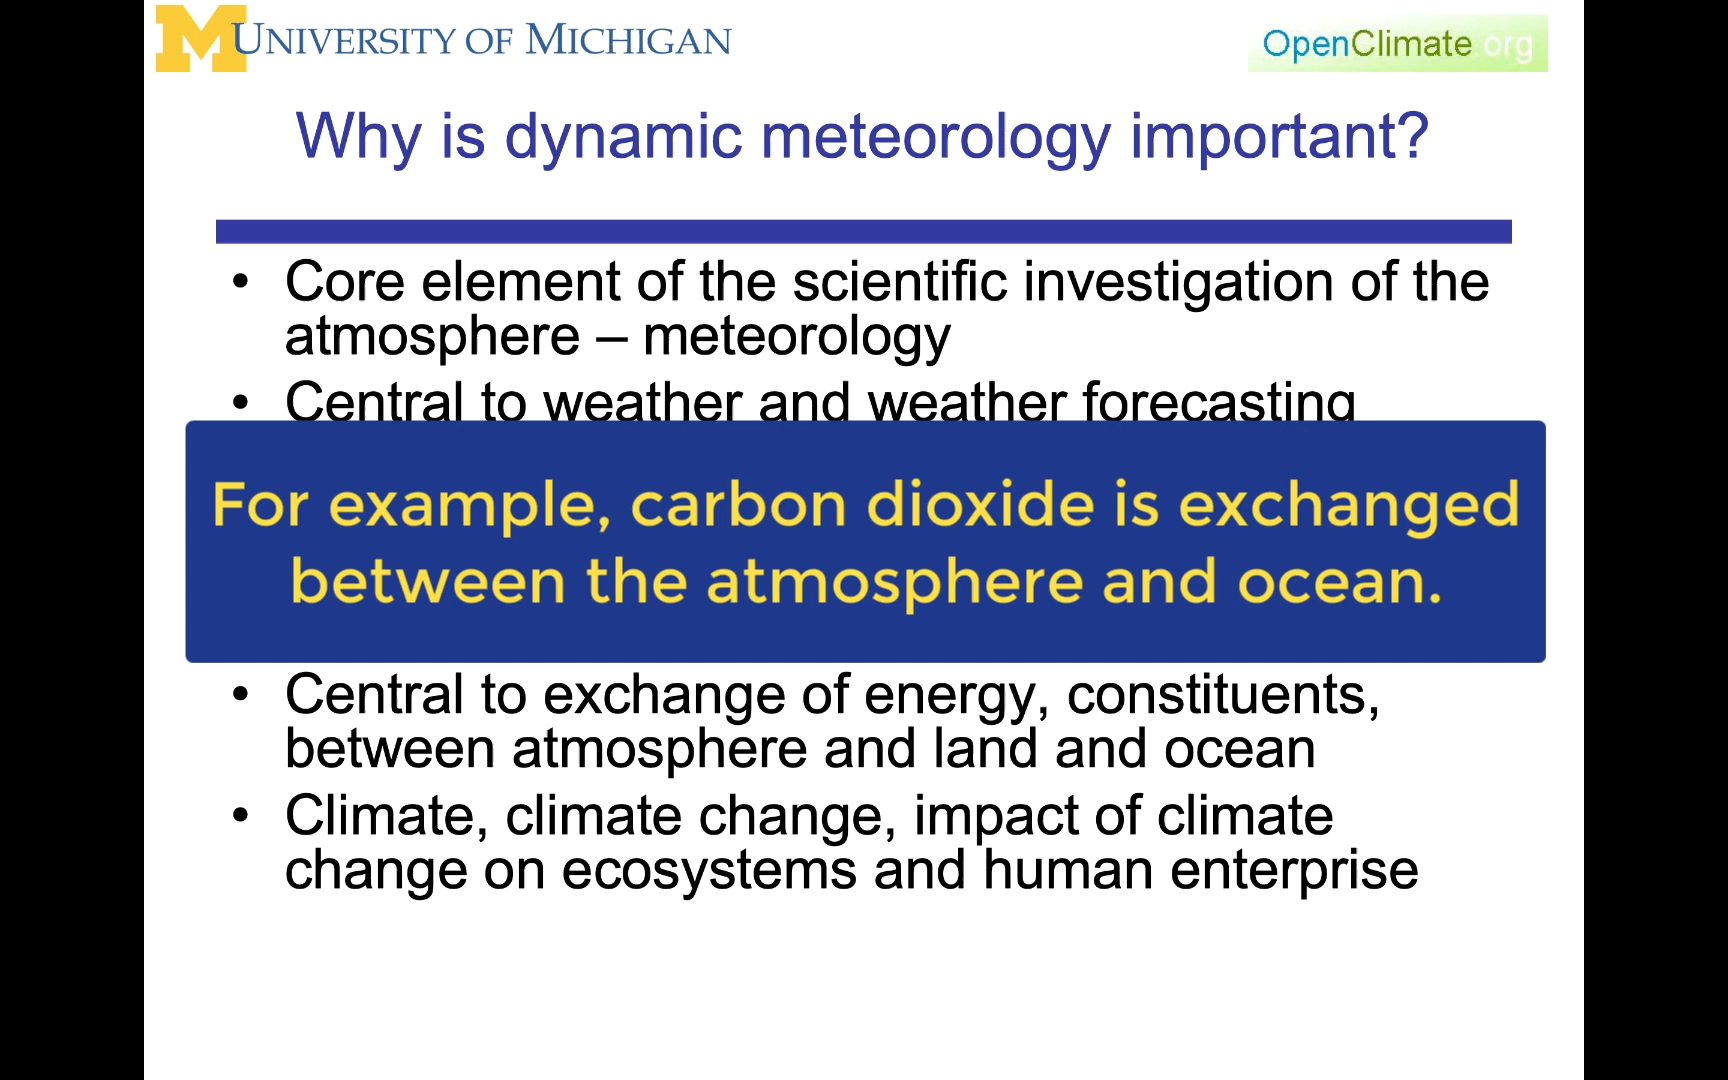 M UNIVERSITY OF MICHIGAN
OpenClimate.org
Why is dynamic meteorology important?
• Core element of the scientific investigation of the
atmosphere – meteorology
• Central to weather and weather forecasting
For example, carbon dioxide is exchanged
between the atmosphere and ocean.
• Central to exchange of energy, constituents,
between atmosphere and land and ocean
• Climate, climate change, impact of climate
change on ecosystems and human enterprise